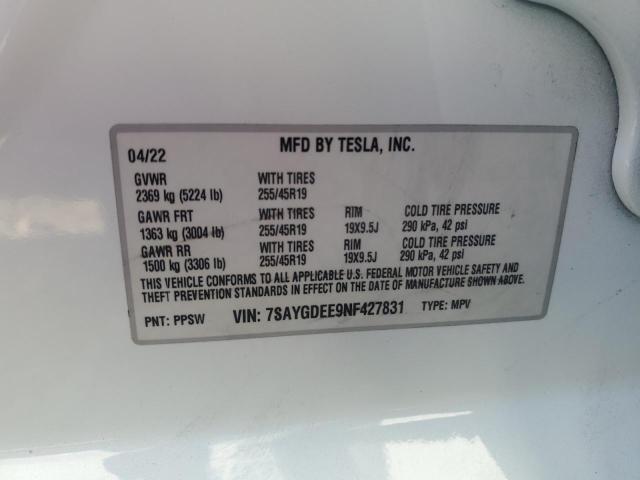 04/22 MFD BY TESLA, INC.
GVWR WITH TIRES
2369 kg (5224 lb) 255/45R19
GAWR FRT WITH TIRES RIM COLD TIRE PRESSURE
1363 kg (3004 lb) 255/45R19 19X9.5J 290 kPa, 42 psi
GAWR RR WITH TIRES RIM COLD TIRE PRESSURE
1500 kg (3306 lb) 255/45R19 19X9.5J 290 kPa, 42 psi
THIS VEHICLE CONFORMS TO ALL APPLICABLE U.S. FEDERAL MOTOR VEHICLE SAFETY AND
THEFT PREVENTION STANDARDS IN EFFECT ON THE DATE OF MANUFACTURE SHOWN ABOVE.
PNT: PPSW VIN: 7SAYGDEE9NF427831 TYPE: MPV